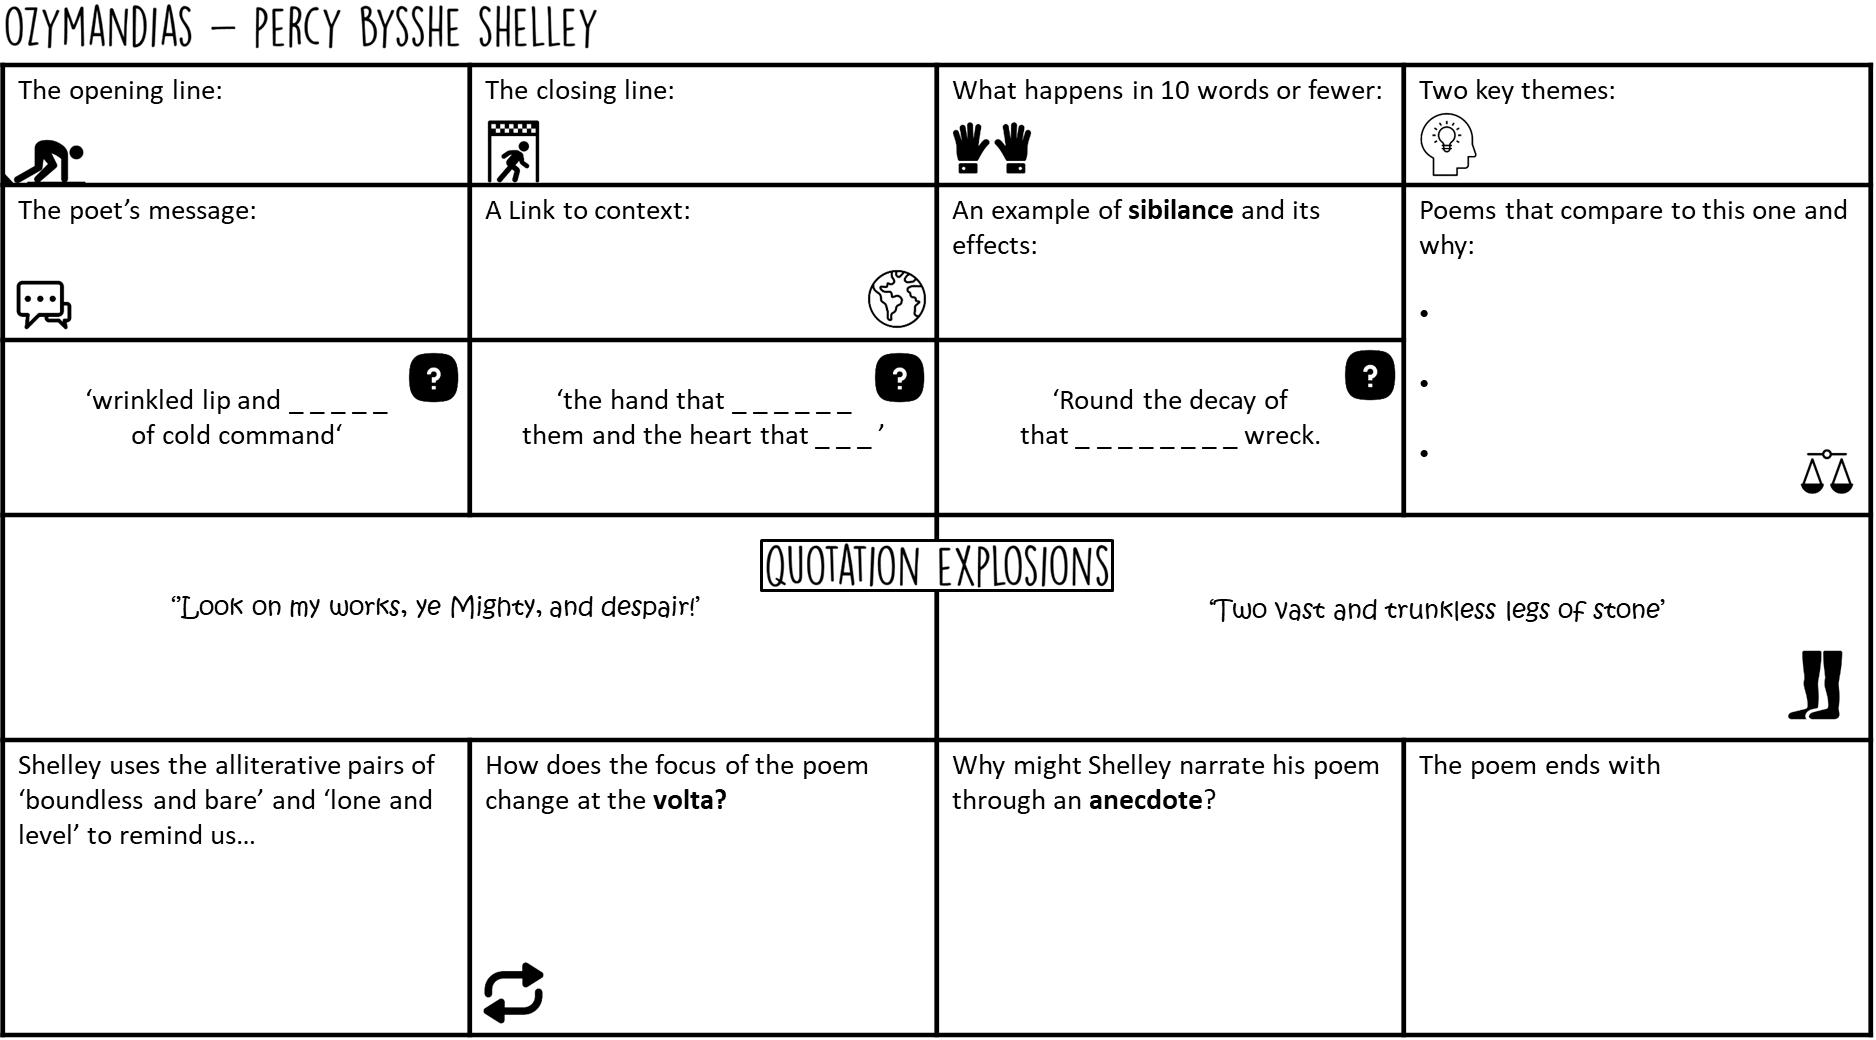 OZYMANDIAS – PERCY BYSSHE SHELLEY
The opening line:
The closing line:
What happens in 10 words or fewer:
Two key themes:
The poet’s message:
A Link to context:
An example of sibilance and its
effects:
Poems that compare to this one and
why:
•
•
•
‘wrinkled lip and _ _ _ _ _
of cold command‘
?
‘the hand that _ _ _ _ _ _
them and the heart that _ _ _ ’
?
‘Round the decay of
that _ _ _ _ _ _ _ _ wreck.
?
QUOTATION EXPLOSIONS
‘’Look on my works, ye Mighty, and despair!’
‘Two vast and trunkless legs of stone’
Shelley uses the alliterative pairs of
‘boundless and bare’ and ‘lone and
level’ to remind us…
How does the focus of the poem
change at the volta?
Why might Shelley narrate his poem
through an anecdote?
The poem ends with